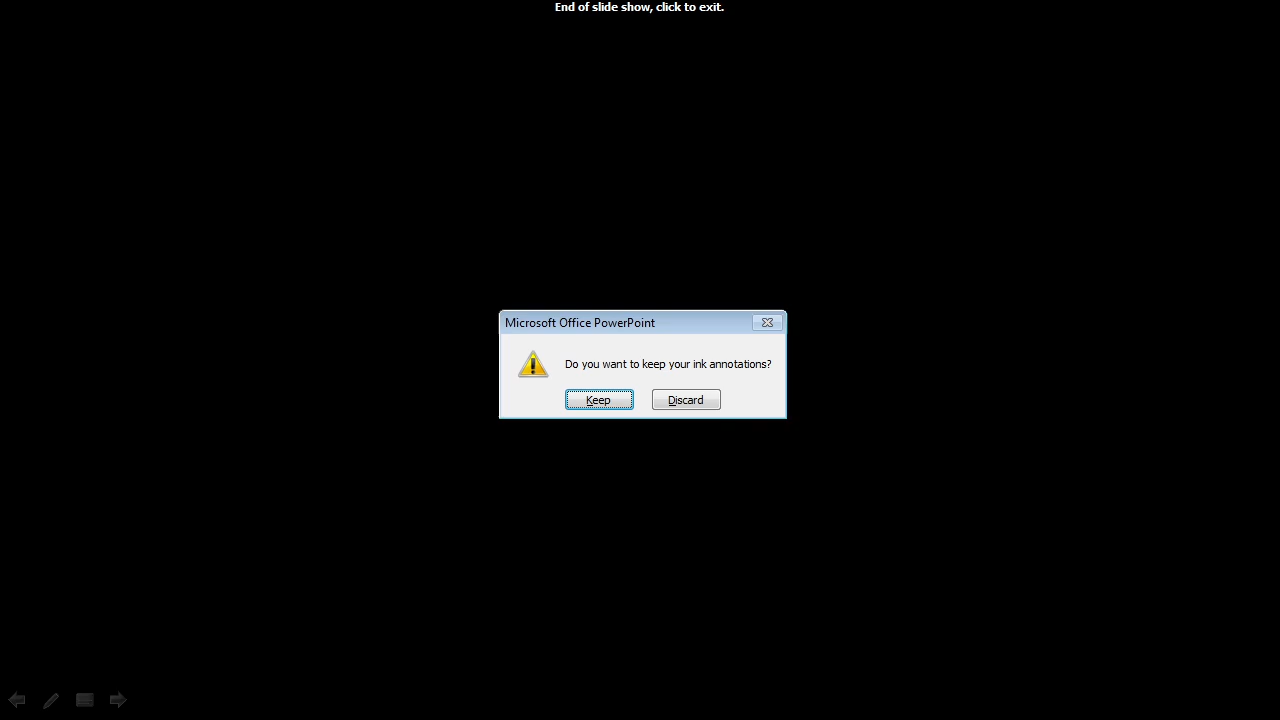 End of slide show, click to exit.
Microsoft Office PowerPoint
Do you want to keep your ink annotations?
Keep
Discard